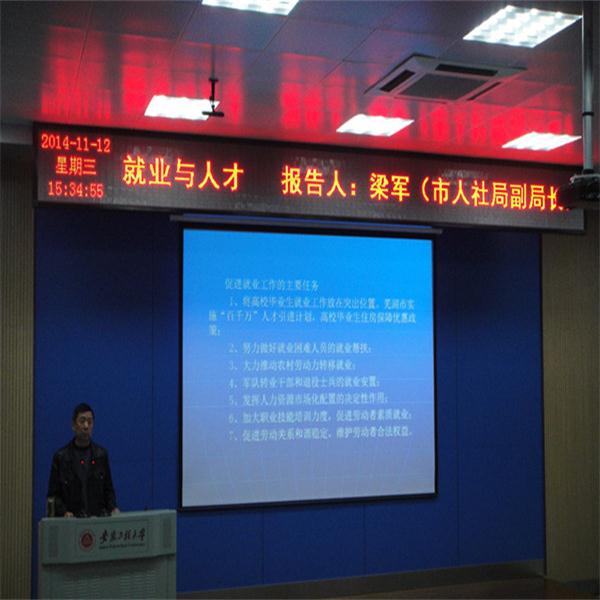 2014-11-12
星期三
15:34:55
就业与人才 报告人：梁军（市人社局副局长
促进就业工作的主要任务
1、将高校毕业生就业工作放在突出位置。芜湖市实
施“百千万”人才引进计划，高校毕业生住房保障优惠政
策；
2、努力做好就业困难人员的就业帮扶；
3、大力推动农村劳动力转移就业；
4、军队转业干部和退役士兵的就业安置；
5、发挥人力资源市场化配置的决定性作用；
6、加大职业技能培训力度，促进劳动者素质就业；
7、促进劳动关系和谐稳定，维护劳动者合法权益。
安徽工程大学